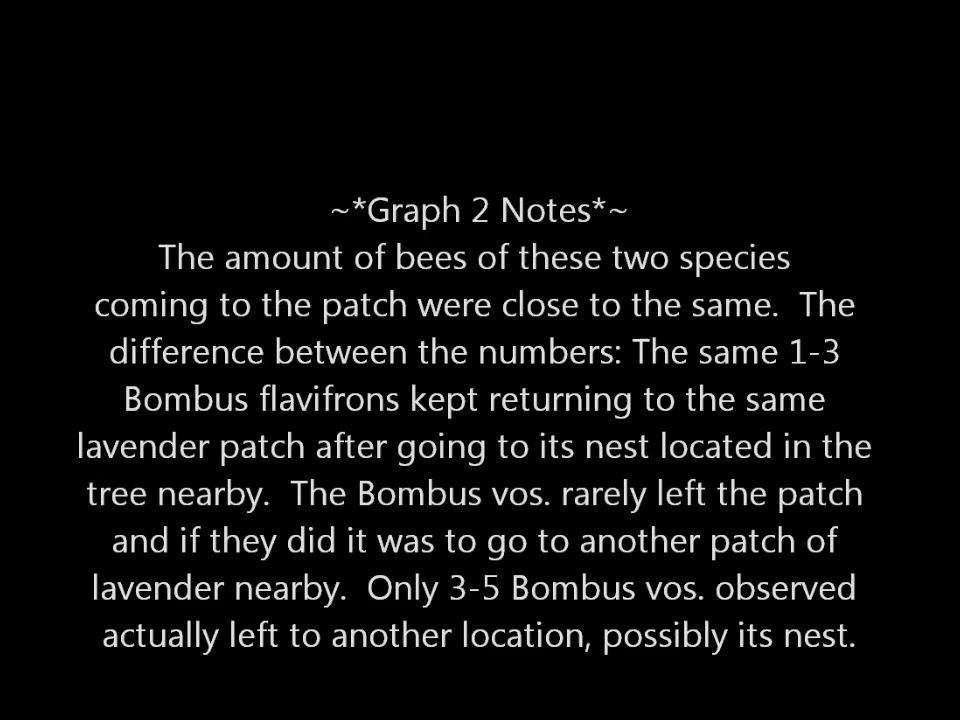 ~*Graph 2 Notes*~
The amount of bees of these two species
coming to the patch were close to the same.  The
difference between the numbers: The same 1-3
Bombus flavifrons kept returning to the same
lavender patch after going to its nest located in the
tree nearby.  The Bombus vos. rarely left the patch
and if they did it was to go to another patch of
lavender nearby.  Only 3-5 Bombus vos. observed
actually left to another location, possibly its nest.